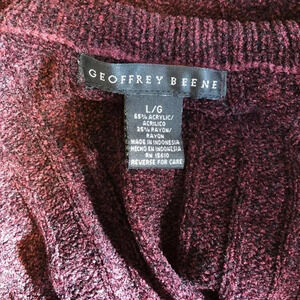 GEOFFREY BEENE
L/G
65% ACRYLIC/
ACRILICO
35% RAYON/
RAYON
MADE IN INDONESIA
HECHO EN INDONESIA
RN 15610
REVERSE FOR CARE